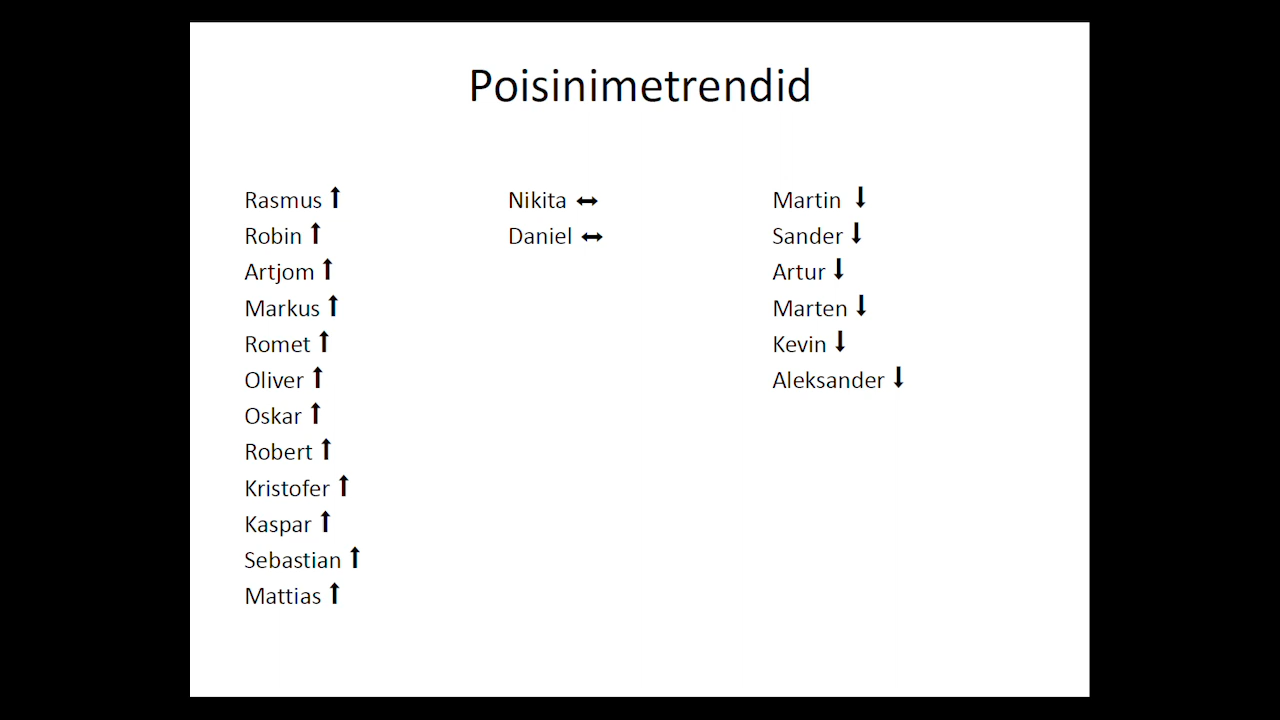 Poisinimetrendid
Rasmus ⬆
Robin ⬆
Artjom ⬆
Markus ⬆
Romet ⬆
Oliver ⬆
Oskar ⬆
Robert ⬆
Kristofer ⬆
Kaspar ⬆
Sebastian ⬆
Mattias ⬆
Nikita ⬌
Daniel ⬌
Martin ⬇
Sander ⬇
Artur ⬇
Marten ⬇
Kevin ⬇
Aleksander ⬇